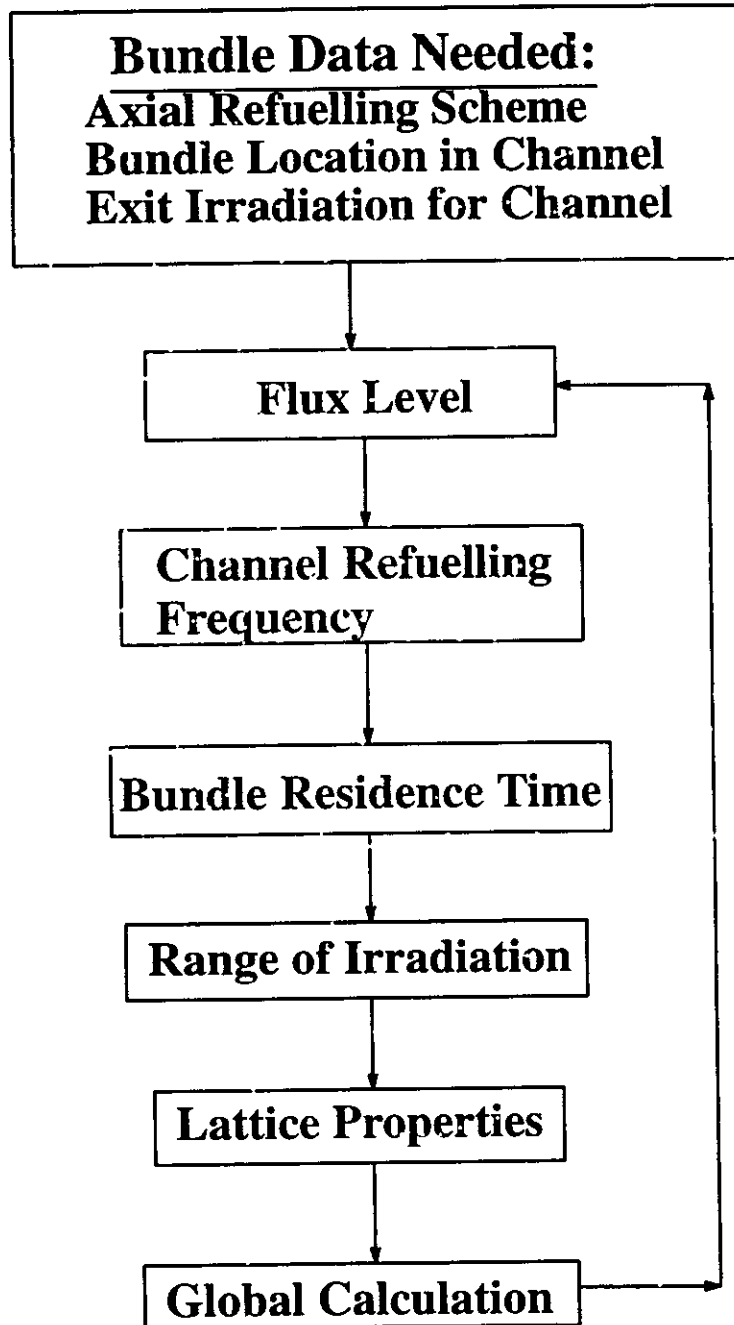 Bundle Data Needed:
Axial Refuelling Scheme
Bundle Location in Channel
Exit Irradiation for Channel
Flux Level
Channel Refuelling
Frequency
Bundle Residence Time
Range of Irradiation
Lattice Properties
Global Calculation